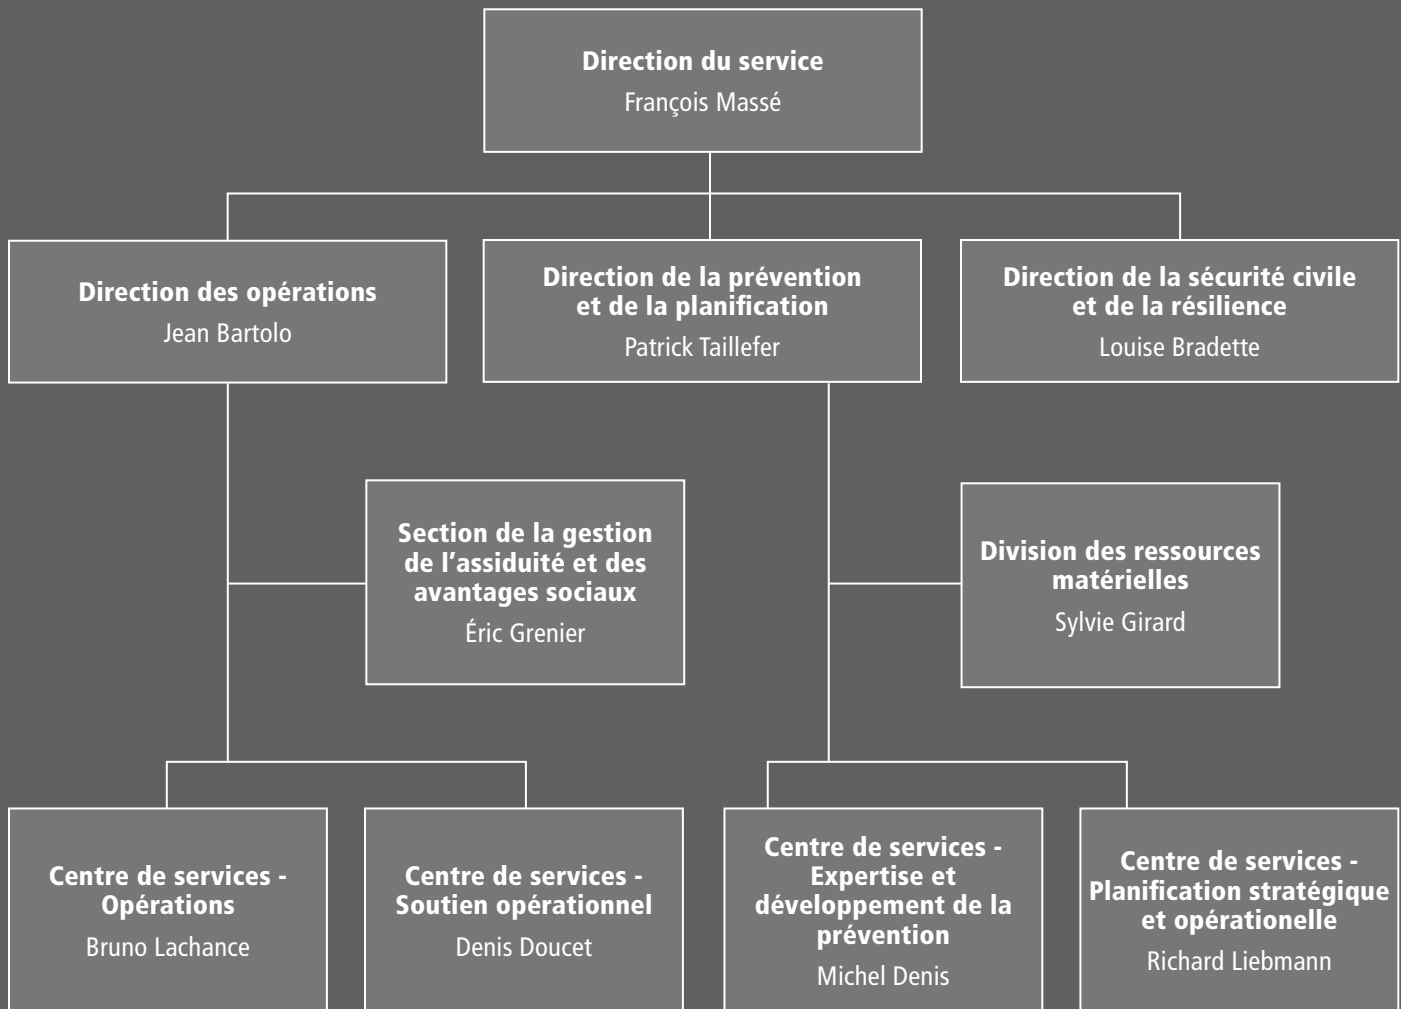 Direction du service
François Massé
Direction des opérations
Jean Bartolo
Direction de la prévention
et de la planification
Patrick Taillefer
Direction de la sécurité civile
et de la résilience
Louise Bradette
Section de la gestion
de l’assiduité et des
avantages sociaux
Éric Grenier
Division des ressources
matérielles
Sylvie Girard
Centre de services -
Opérations
Bruno Lachance
Centre de services -
Soutien opérationnel
Denis Doucet
Centre de services -
Expertise et
développement de la
prévention
Michel Denis
Centre de services -
Planification stratégique
et opérationelle
Richard Liebmann